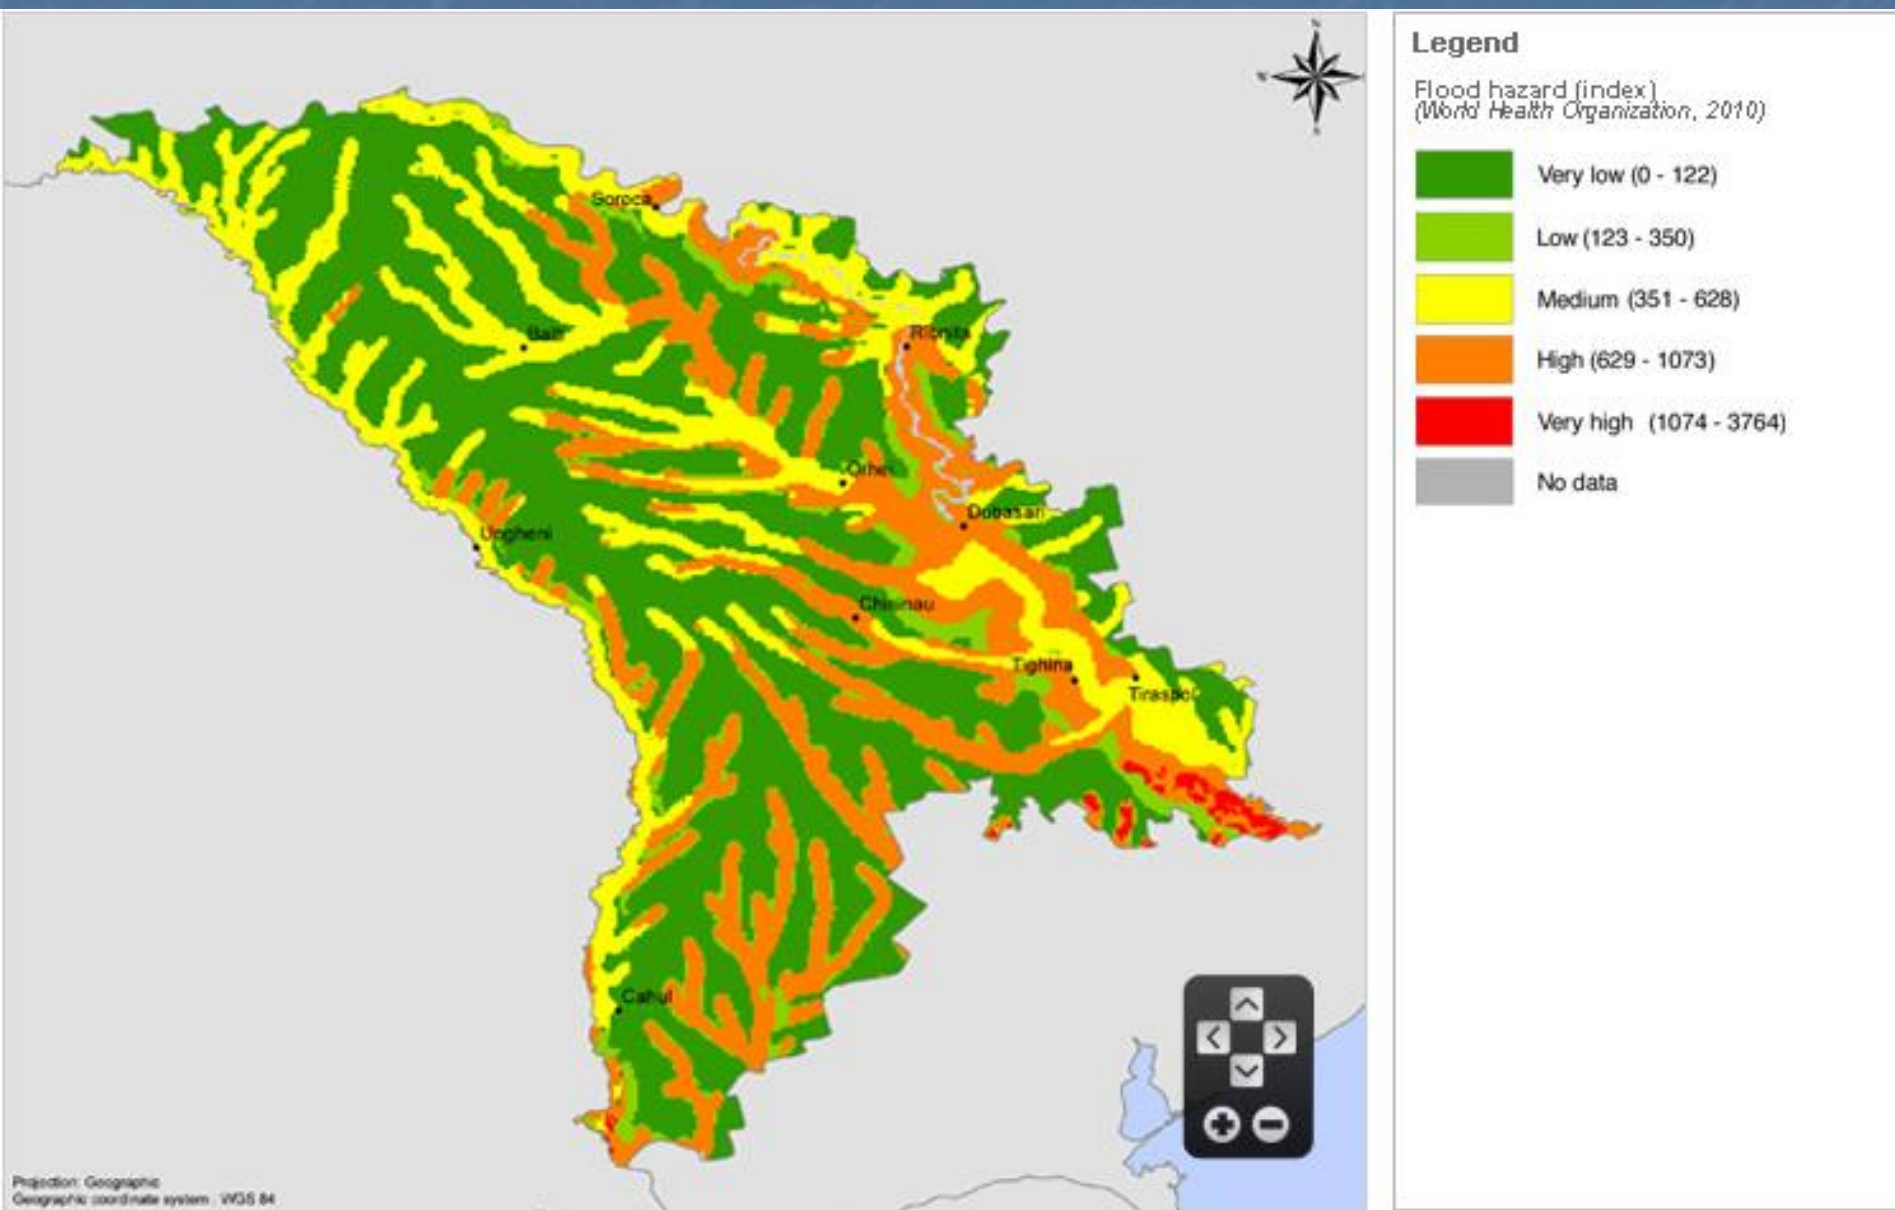 Legend
Flood hazard (index)
(World Health Organization, 2010)
Very low (0 - 122)
Low (123 - 350)
Medium (351 - 628)
High (629 - 1073)
Very high (1074 - 3764)
No data
N
Soroca
Ribnita
Orhei
Dubasari
Ungheni
Chisinau
Tighina
Tiraspol
Cahul
Projection: Geographic
Geographic coordinate system : WGS 84